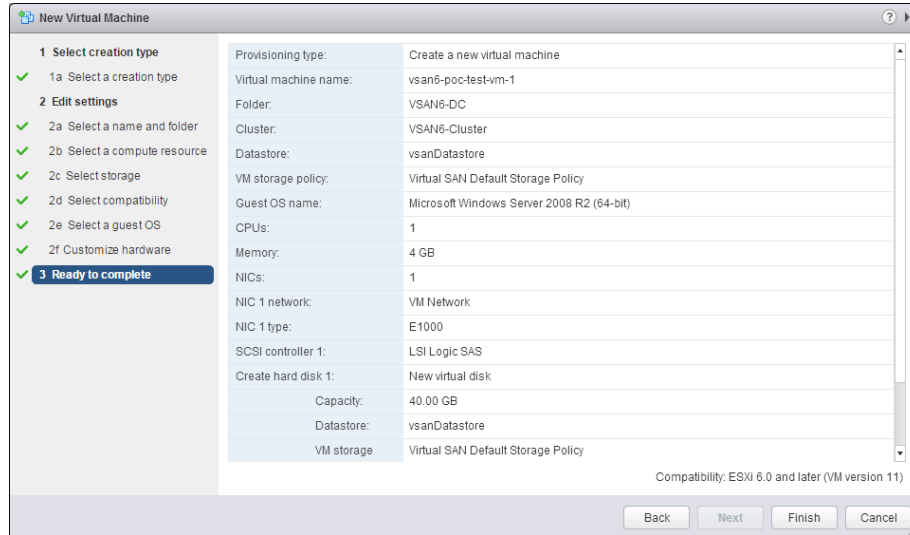 New Virtual Machine
?
1 Select creation type
1a Select a creation type
2 Edit settings
2a Select a name and folder
2b Select a compute resource
2c Select storage
2d Select compatibility
2e Select a guest OS
2f Customize hardware
3 Ready to complete
Provisioning type: Create a new virtual machine
Virtual machine name: vsan6-poc-test-vm-1
Folder: VSAN6-DC
Cluster: VSAN6-Cluster
Datastore: vsanDatastore
VM storage policy: Virtual SAN Default Storage Policy
Guest OS name: Microsoft Windows Server 2008 R2 (64-bit)
CPUs: 1
Memory: 4 GB
NICs: 1
NIC 1 network: VM Network
NIC 1 type: E1000
SCSI controller 1: LSI Logic SAS
Create hard disk 1: New virtual disk
Capacity: 40.00 GB
Datastore: vsanDatastore
VM storage Virtual SAN Default Storage Policy
Compatibility: ESXi 6.0 and later (VM version 11)
Back Next Finish Cancel